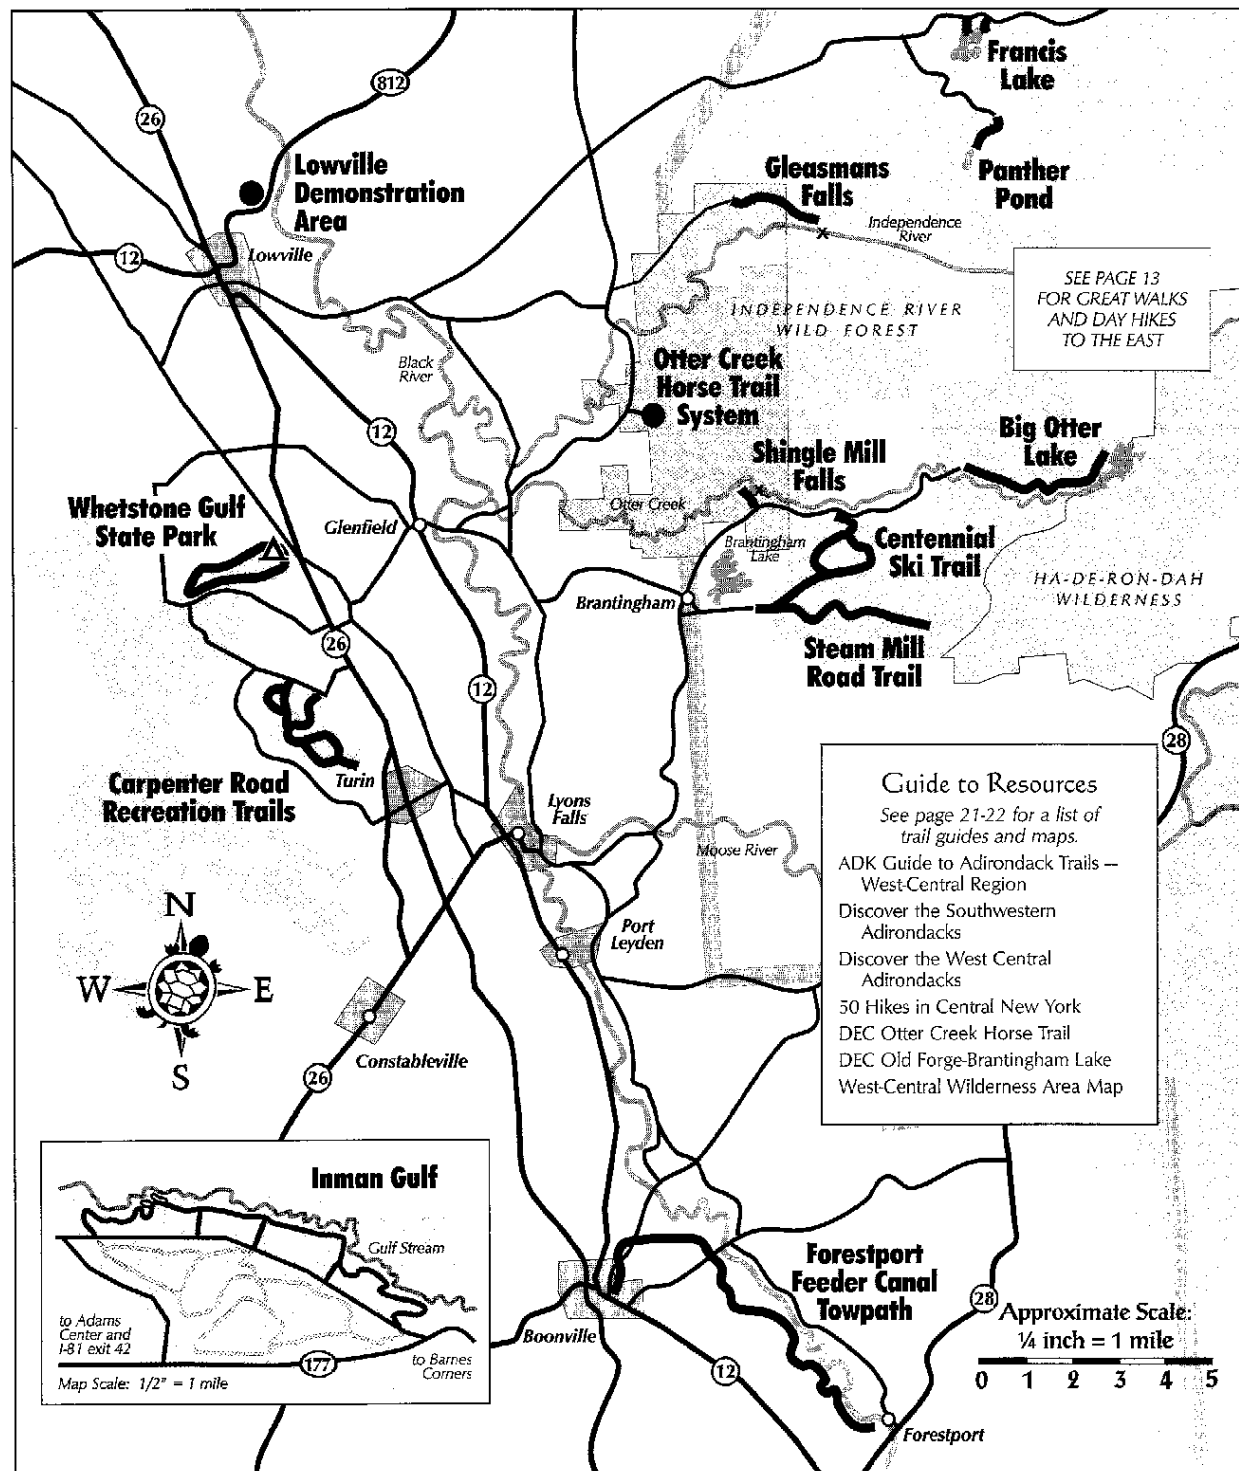 Francis
Lake
812
26
Lowville
Demonstration
Area
Gleasmans
Falls
Panther
Pond
Independence
River
12
Lowville
SEE PAGE 13
FOR GREAT WALKS
AND DAY HIKES
TO THE EAST
INDEPENDENCE RIVER
WILD FOREST
Black
River
Otter Creek
Horse Trail
System
12
Big Otter
Lake
Shingle Mill
Falls
Whetstone Gulf
State Park
Glenfield
Otter Creek
Brantingham
Lake
Centennial
Ski Trail
HA-DE-RON-DAH
WILDERNESS
Brantingham
26
Steam Mill
Road Trail
12
28
Carpenter Road
Recreation Trails
Turin
Lyons
Falls
Moose River
Guide to Resources
See page 21-22 for a list of
trail guides and maps.
ADK Guide to Adirondack Trails —
West-Central Region
Discover the Southwestern
Adirondacks
Discover the West Central
Adirondacks
50 Hikes in Central New York
DEC Otter Creek Horse Trail
DEC Old Forge-Brantingham Lake
West-Central Wilderness Area Map
Port
Leyden
N
W
E
S
Constableville
26
Inman Gulf
Gulf Stream
to Adams
Center and
I-81 exit 42
177
to Barnes
Corners
Map Scale: 1/2" = 1 mile
Forestport
Feeder Canal
Towpath
Boonville
28
12
Approximate Scale:
¼ inch = 1 mile
0 1 2 3 4 5
Forestport